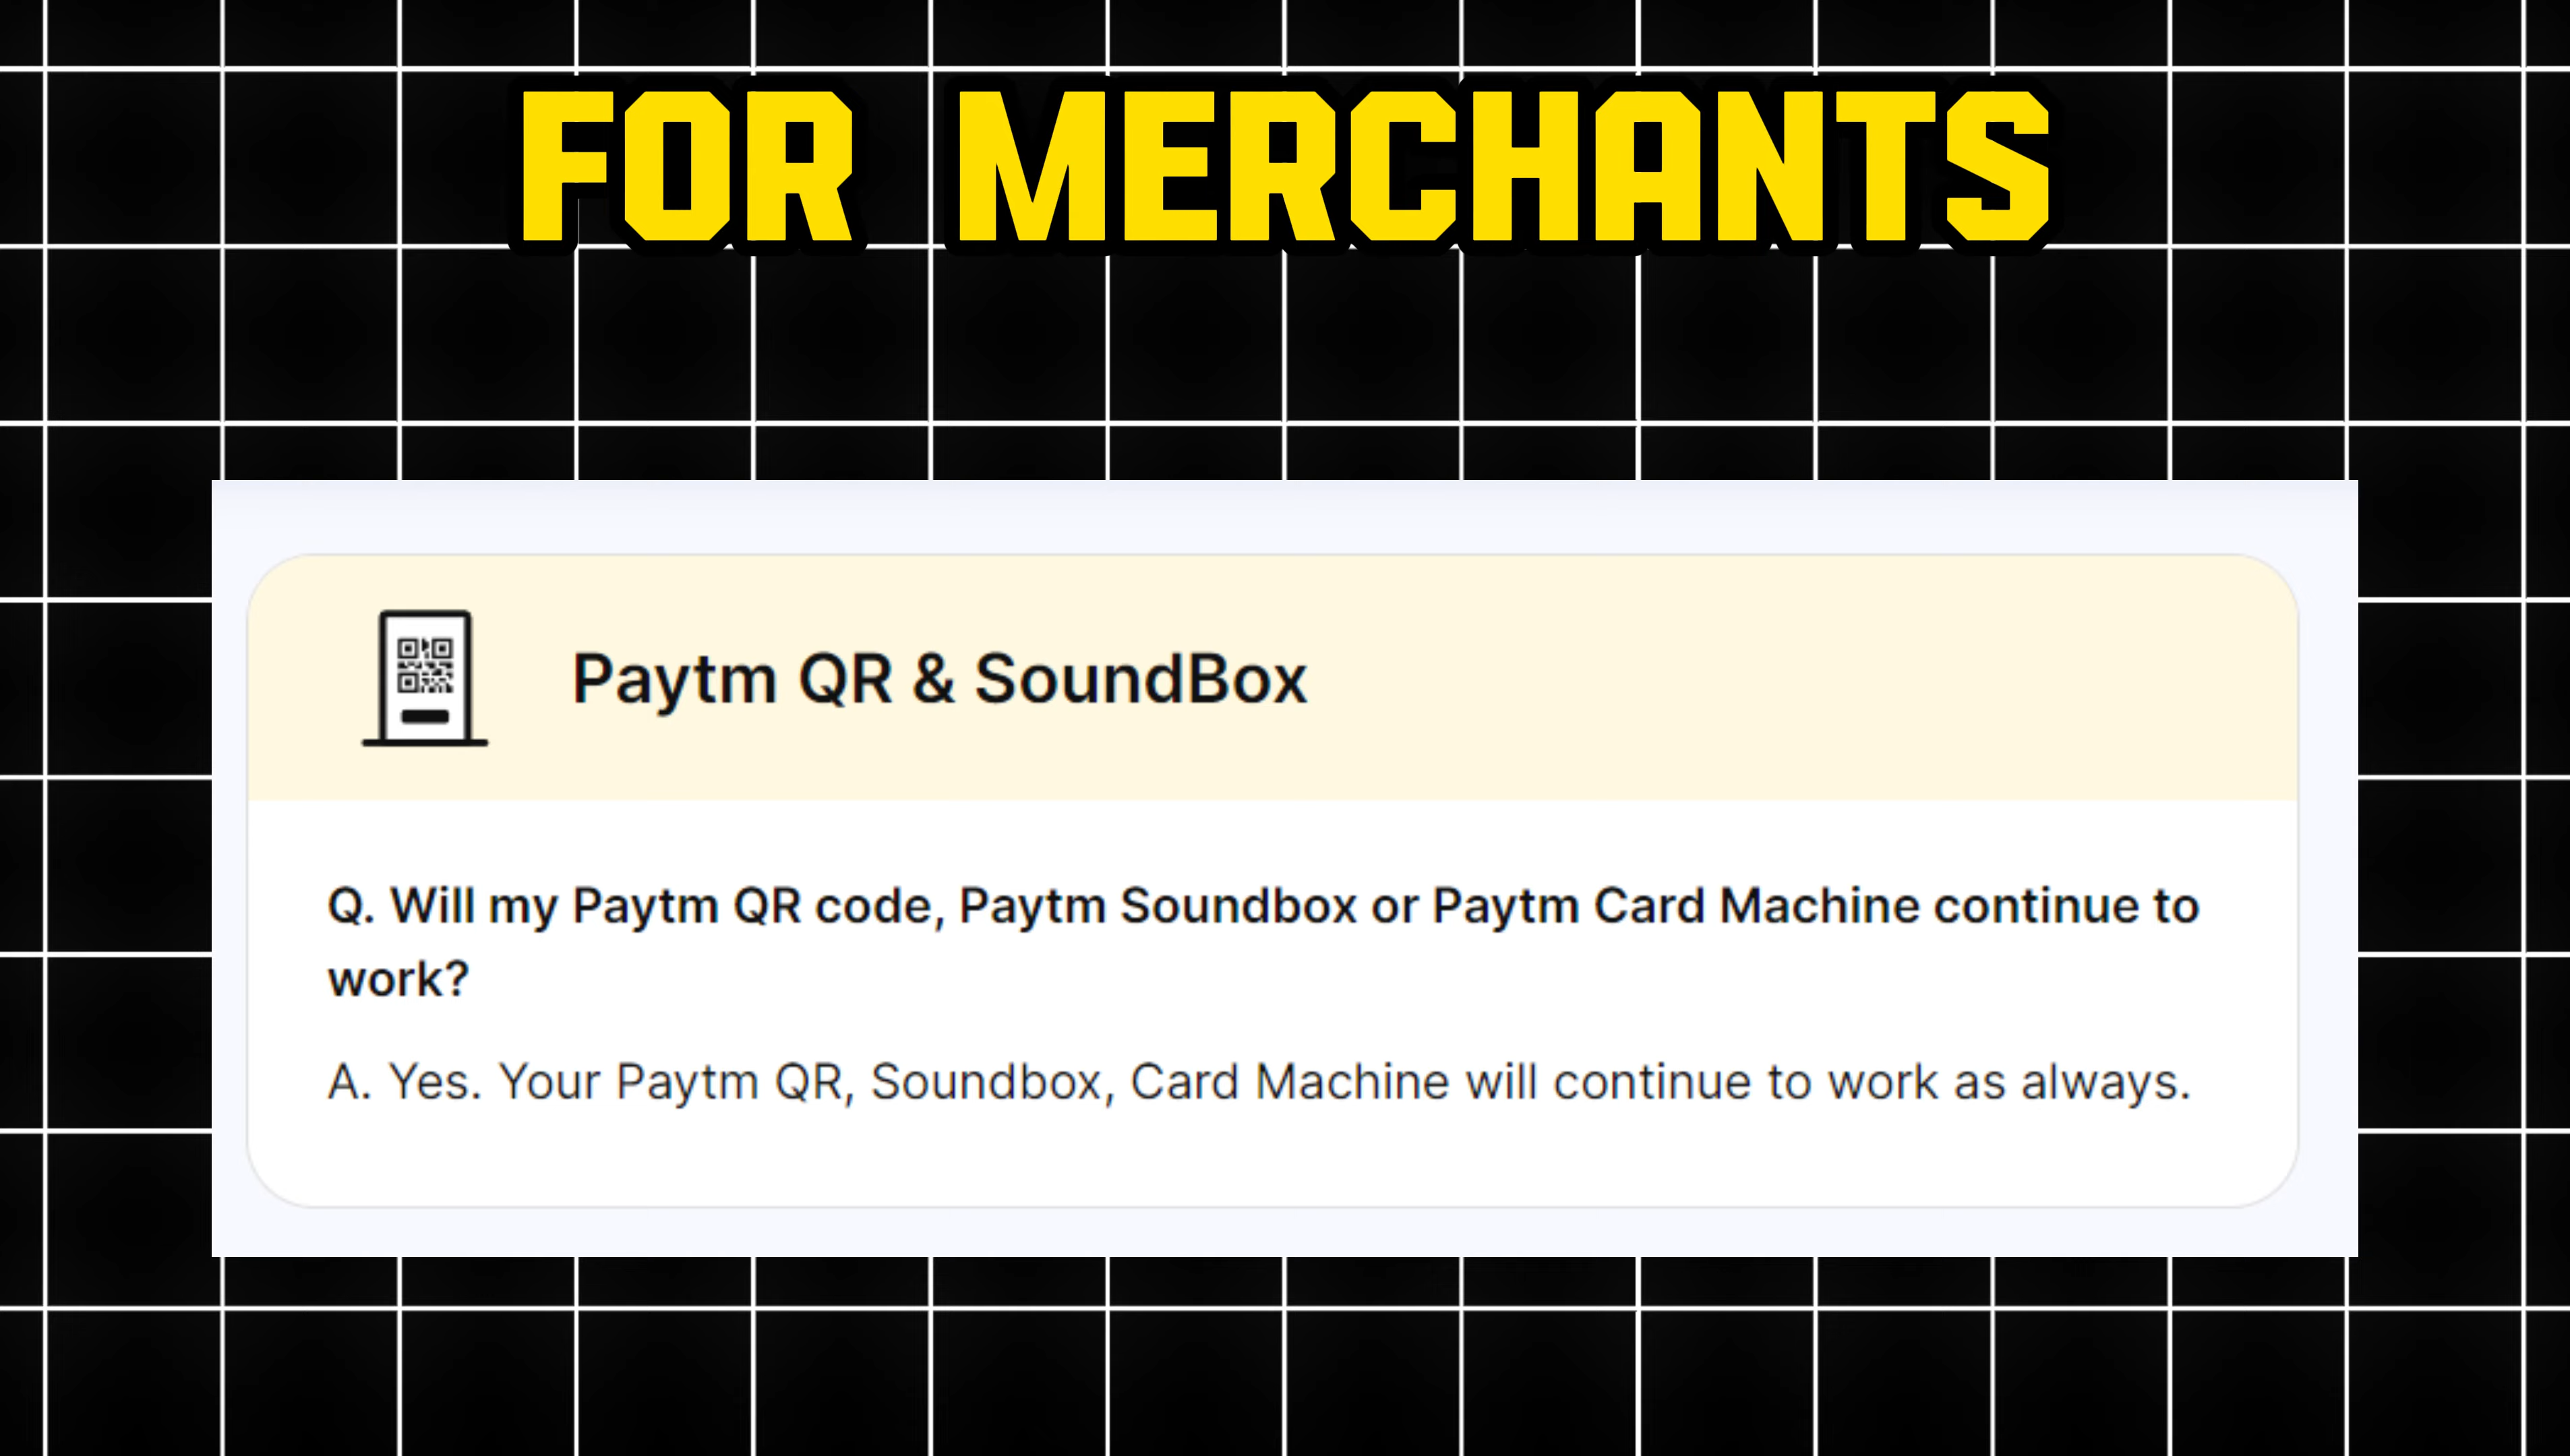 FOR MERCHANTS
Paytm QR & SoundBox
Q. Will my Paytm QR code, Paytm Soundbox or Paytm Card Machine continue to
work?
A. Yes. Your Paytm QR, Soundbox, Card Machine will continue to work as always.